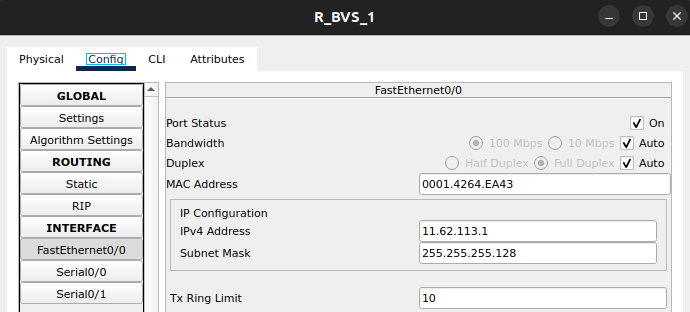 R_BVS_1
Physical Config CLI Attributes
GLOBAL
Settings
Algorithm Settings
ROUTING
Static
RIP
INTERFACE
FastEthernet0/0
Serial0/0
Serial0/1
FastEthernet0/0
Port Status On
Bandwidth 100 Mbps 10 Mbps Auto
Duplex Half Duplex Full Duplex Auto
MAC Address 0001.4264.EA43
IP Configuration
IPv4 Address 11.62.113.1
Subnet Mask 255.255.255.128
Tx Ring Limit 10